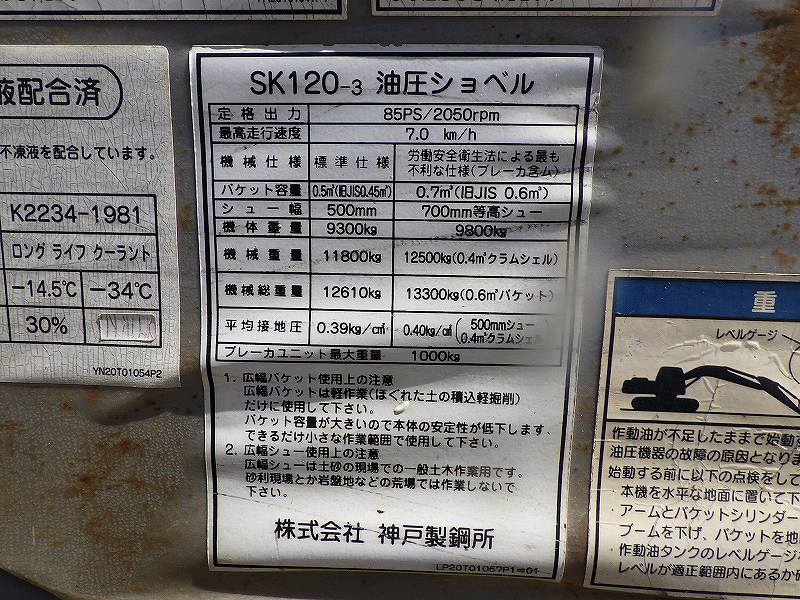 液配合済
不凍液を配合しています。
K2234-1981
ロング ライフ クーラント
-14.5℃ -34℃
30%
YN20T01054P2
SK120-3 油圧ショベル
定格出力 85PS/2050rpm
最高走行速度 7.0 km/h
機械仕様 標準仕様 労働安全衛生法による最も
不利な仕様(ブレーカ含ム)
バケット容量 0.5㎥(旧JIS0.45㎥) 0.7㎥(旧JIS 0.6㎥)
シュー幅 500mm 700mm等高シュー
機体重量 9300kg 9800kg
機械重量 11800kg 12500kg(0.4㎥クラムシェル)
機械総重量 12610kg 13300kg(0.6㎥バケット)
平均接地圧 0.39kg/㎠ 0.40kg/㎠(500mmシュー
0.4㎥クラムシェル
ブレーカユニット最大重量 1000kg
1. 広幅バケット使用上の注意
広幅バケットは軽作業(ほぐれた土の積込軽掘削)
だけに使用して下さい。
バケット容量が大きいので本体の安定性が低下します、
できるだけ小さな作業範囲で使用して下さい。
2. 広幅シュー使用上の注意
広幅シューは土砂の現場での一般土木作業用です。
砂利現場とか岩盤地などの荒場では作業しないで
下さい。
株式会社 神戸製鋼所
LP20T01057P1=01
重
レベルゲージ
作動油が不足したままで始動
油圧機器の故障の原因となりま
始動する前に以下の点検をして
・本機を水平な地面に置いて下
・アームとバケットシリンダー
ブームを下げ、バケットを地
・作動油タンクのレベルゲージ
レベルが適正範囲内にあるか